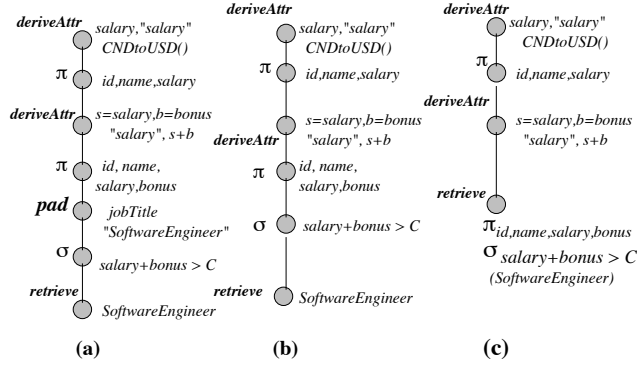 deriveAttr
salary,"salary"
CNDtoUSD()
π
id,name,salary
deriveAttr
s=salary,b=bonus
"salary", s+b
π
id, name,
salary,bonus
pad
jobTitle
"SoftwareEngineer"
σ
salary+bonus > C
retrieve
SoftwareEngineer
(a)
deriveAttr
salary,"salary"
CNDtoUSD()
π
id,name,salary
s=salary,b=bonus
"salary", s+b
deriveAttr
π
id, name,
salary,bonus
σ
salary+bonus > C
retrieve
SoftwareEngineer
(b)
deriveAttr
salary,"salary"
CNDtoUSD()
π
id,name,salary
deriveAttr
s=salary,b=bonus
"salary", s+b
retrieve
π id,name,salary,bonus
σ salary+bonus > C
(SoftwareEngineer)
(c)